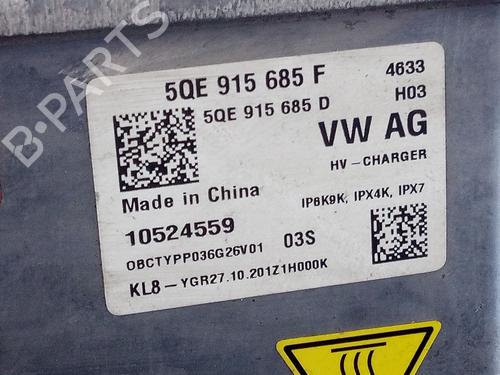 B-PARTS
5QE 915 685 F
4633
5QE 915 685 D
H03
VW AG
HV-CHARGER
Made in China
IP6K9K, IPX4K, IPX7
10524559
OBCTYPP036G26V01
03S
KL8-YGR27.10.201Z1H000K